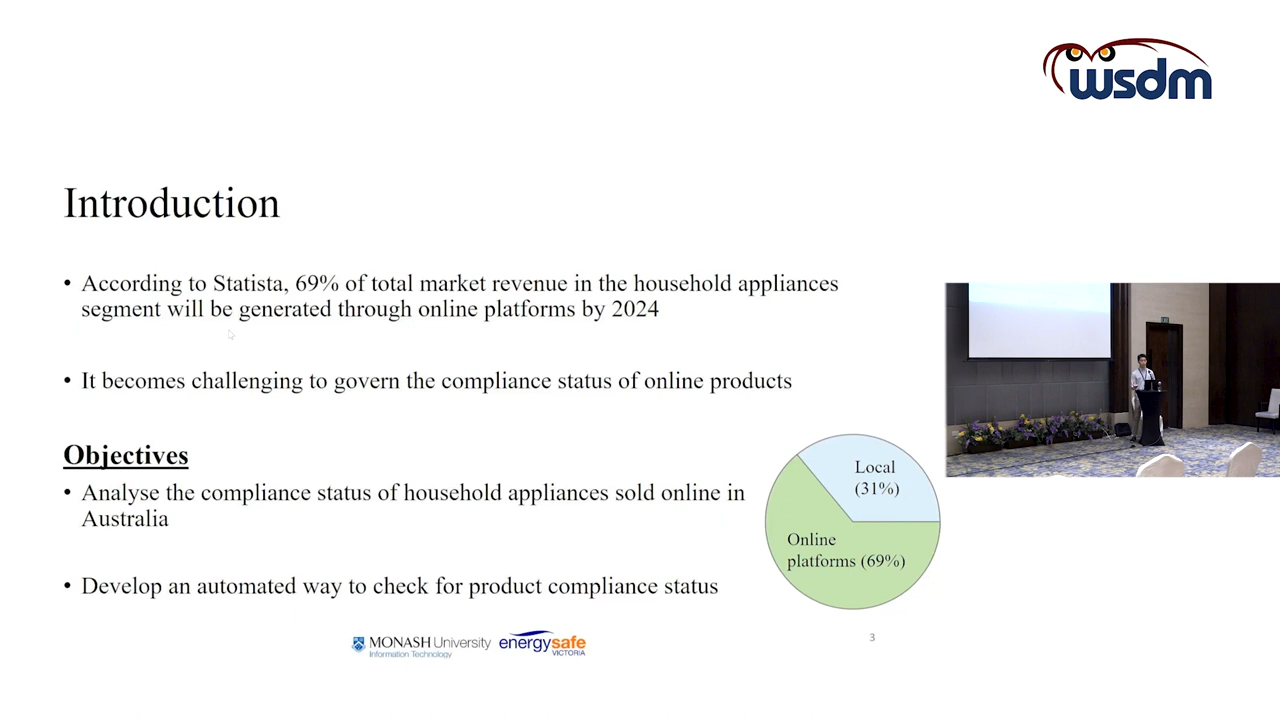 wsdm
Introduction
• According to Statista, 69% of total market revenue in the household appliances
segment will be generated through online platforms by 2024
• It becomes challenging to govern the compliance status of online products
Objectives
• Analyse the compliance status of household appliances sold online in
Australia
• Develop an automated way to check for product compliance status
Local
(31%)
Online
platforms (69%)
MONASH University
Information Technology
energysafe
VICTORIA
3